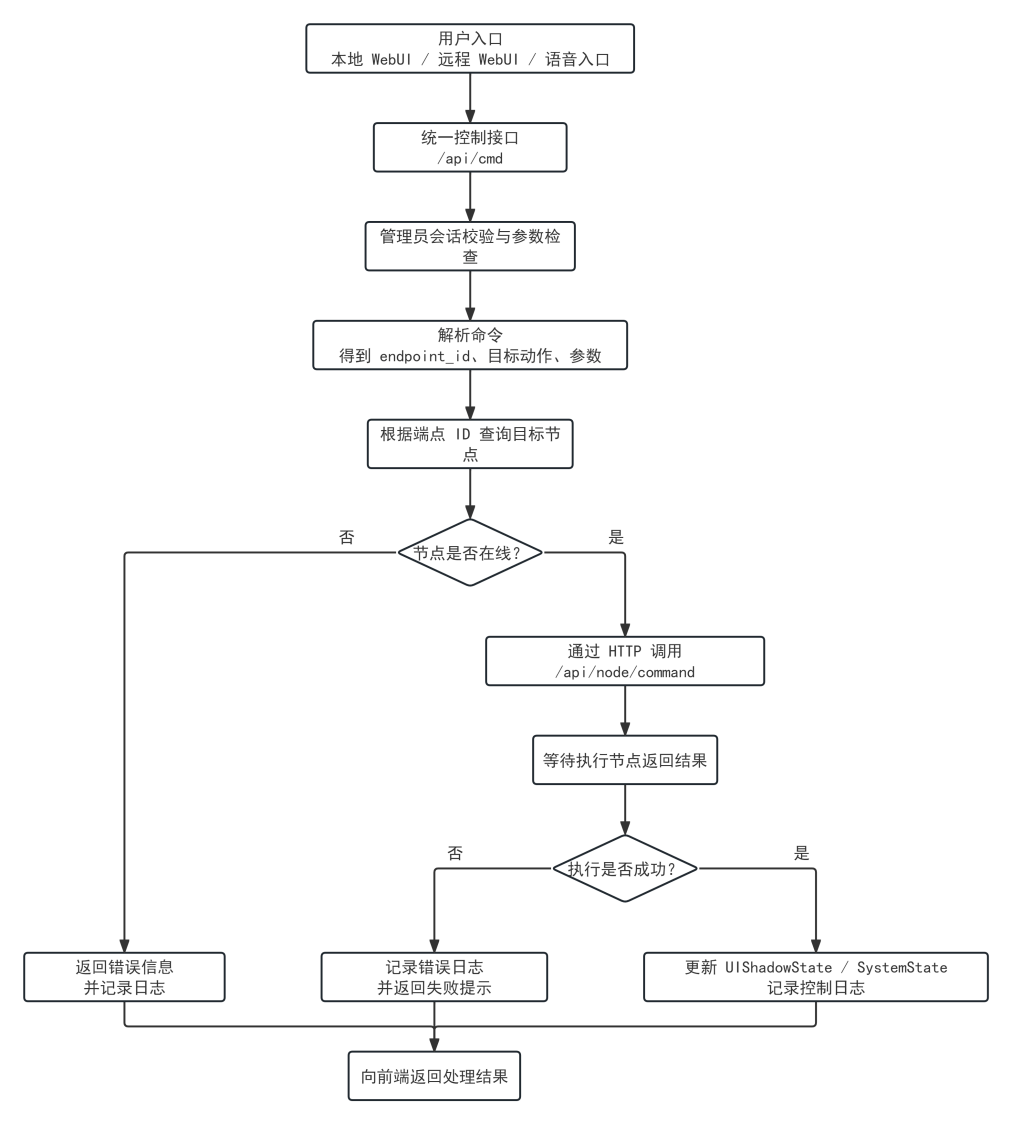 用户入口
本地 WebUI / 远程 WebUI / 语音入口
统一控制接口
/api/cmd
管理员会话校验与参数检
查
解析命令
得到 endpoint_id、目标动作、参数
根据端点 ID 查询目标节
点
节点是否在线？
否
是
通过 HTTP 调用
/api/node/command
等待执行节点返回结果
执行是否成功？
否
是
返回错误信息
并记录日志
记录错误日志
并返回失败提示
更新 UIShadowState / SystemState
记录控制日志
向前端返回处理结果